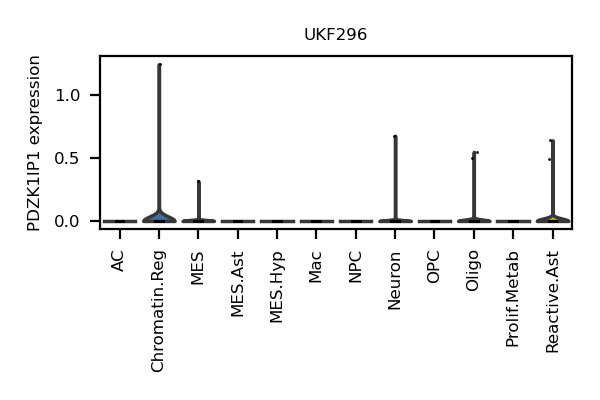 UKF296
PDZK1IP1 expression
1.0
0.5
0.0
AC
Chromatin.Reg
MES
MES.Ast
MES.Hyp
Mac
NPC
Neuron
OPC
Oligo
Prolif.Metab
Reactive.Ast